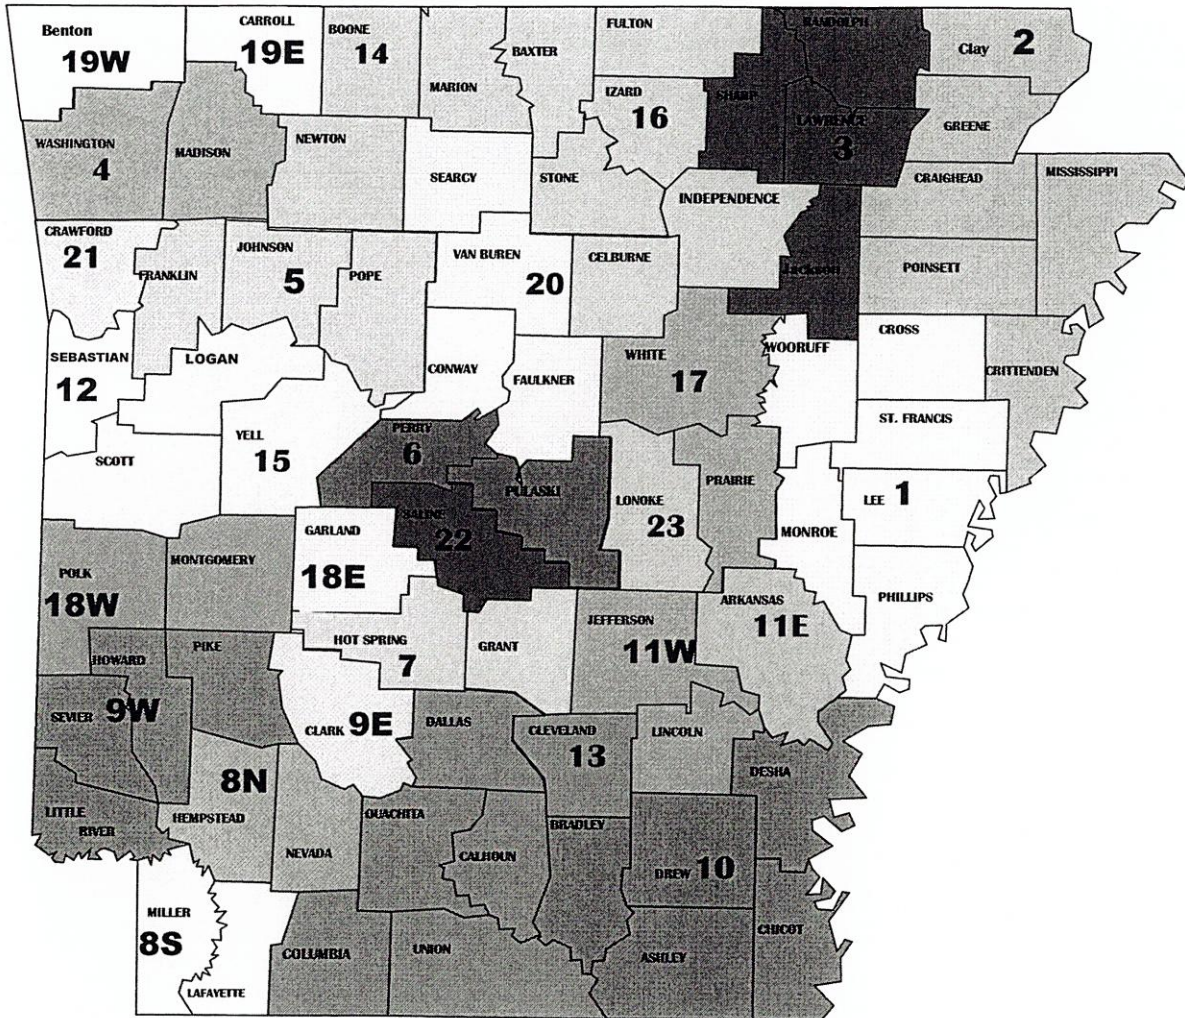 Benton
19W
CARROLL
19E
BOONE
14
MARION
BAXTER
FULTON
IZARD
16
SHARP
RANDOLPH
LAWRENCE
3
Clay 2
GREENE
WASHINGTON
4
MADISON
NEWTON
SEARCY
STONE
INDEPENDENCE
CRAIGHEAD
MISSISSIPPI
CRAWFORD
21
FRANKLIN
JOHNSON
5
POPE
VAN BUREN
20
CELBURNE
Jackson
POINSETT
SEBASTIAN
12
LOGAN
CONWAY
FAULKNER
WHITE
17
WOORUFF
CROSS
CRITTENDEN
ST. FRANCIS
SCOTT
YELL
15
PERRY
6
PULASKI
SALINE
22
LONOKE
23
PRAIRIE
MONROE
LEE 1
PHILLIPS
POLK
18W
MONTGOMERY
GARLAND
18E
HOT SPRING
7
GRANT
JEFFERSON
11W
ARKANSAS
11E
HOWARD
PIKE
SEVIER 9W
CLARK 9E
DALLAS
CLEVELAND
13
LINCOLN
DESHA
LITTLE
RIVER
8N
HEMPSTEAD
NEVADA
OUACHITA
CALHOUN
BRADLEY
DREW 10
CHICOT
MILLER
8S
LAFAYETTE
COLUMBIA
UNION
ASHLEY